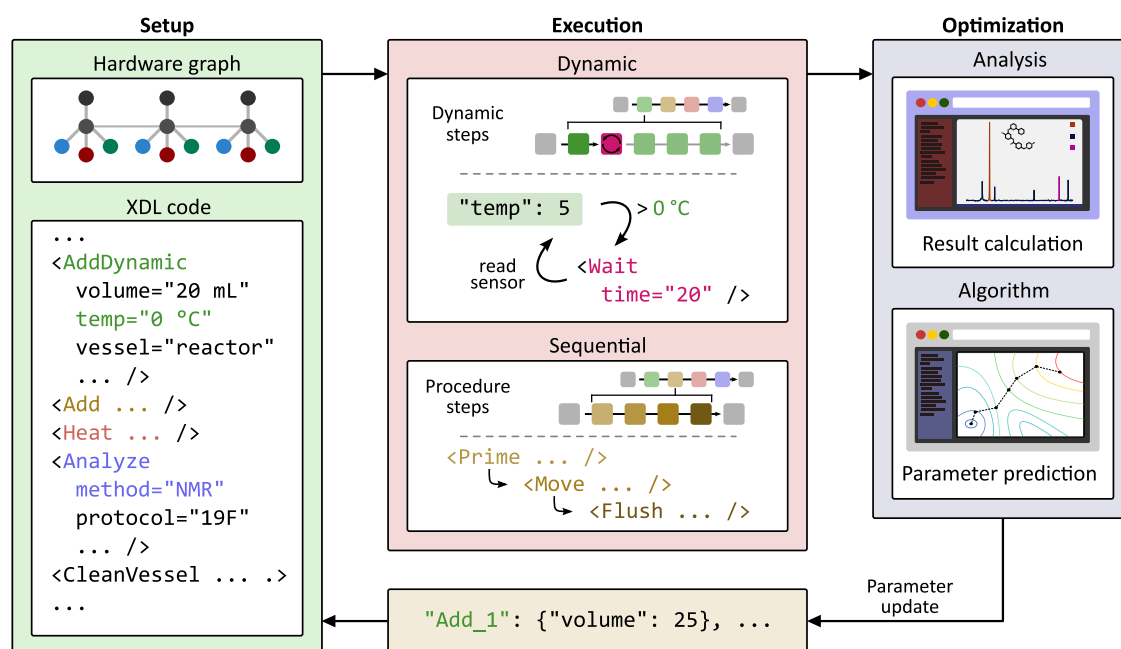 Setup
Hardware graph
XDL code
...
<AddDynamic
volume="20 mL"
temp="0 °C"
vessel="reactor"
... />
<Add ... />
<Heat ... />
<Analyze
method="NMR"
protocol="19F"
... />
<CleanVessel ... .>
...
Execution
Dynamic
Dynamic
steps
"temp": 5
>0 °C
read
sensor
<Wait
time="20" />
Sequential
Procedure
steps
<Prime ... />
<Move ... />
<Flush ... />
Optimization
Analysis
Result calculation
Algorithm
Parameter prediction
Parameter
update
"Add_1": {"volume": 25}, ...